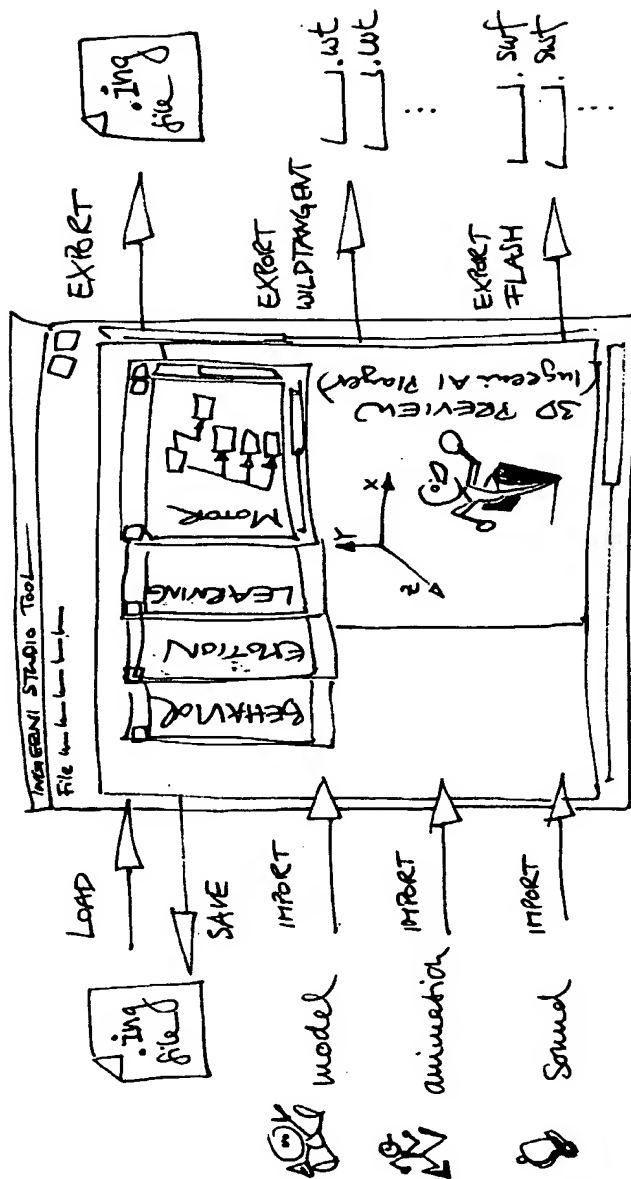 INGEENI STUDIO TOOL
File
.ing
file
LOAD
SAVE
model
IMPORT
animation
IMPORT
Sound
IMPORT
BEHAVIOR
EMOTION
LEARNING
MOTOR
3D PREVIEW
(Ingeeni AI Player)
Y
X
Z
EXPORT
.ing
file
EXPORT
WILDTANGENT
.wt
.wt
...
EXPORT
FLASH
.swf
.swf
...